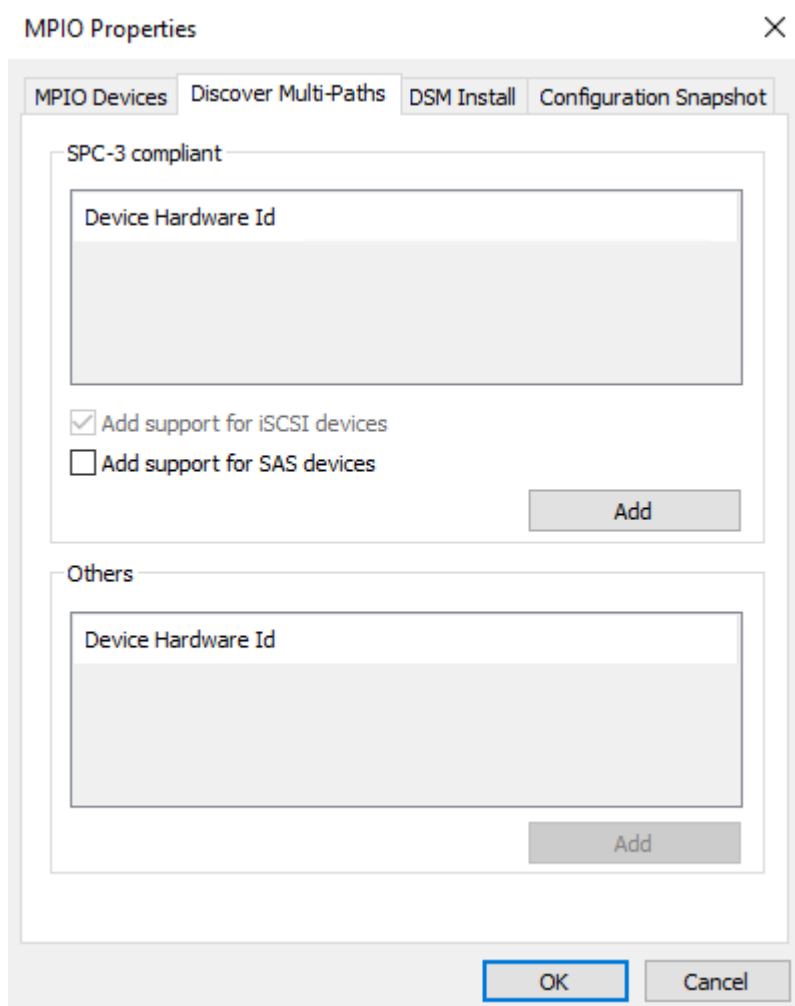 MPIO Properties
MPIO Devices Discover Multi-Paths DSM Install Configuration Snapshot
SPC-3 compliant
Device Hardware Id
Add support for iSCSI devices
Add support for SAS devices
Add
Others
Device Hardware Id
Add
OK Cancel